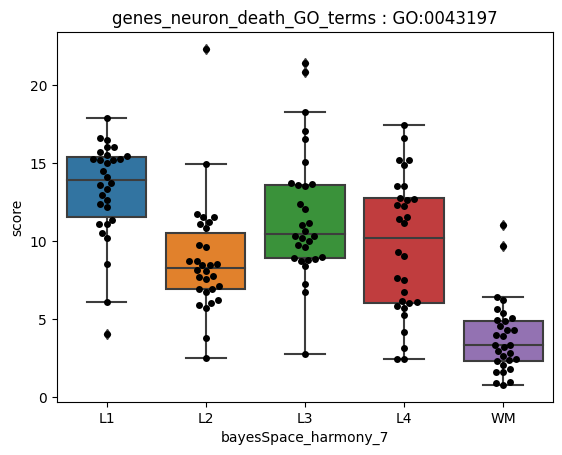 genes_neuron_death_GO_terms : GO:0043197
score
20
15
10
5
0
L1 L2 L3 L4 WM
bayesSpace_harmony_7